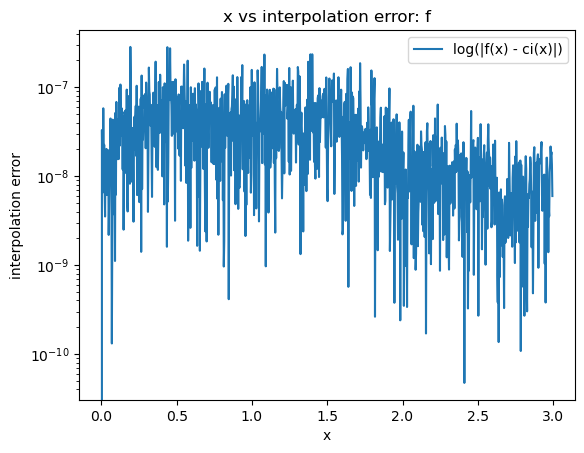 x vs interpolation error: f
log(|f(x) - ci(x)|)
interpolation error
10⁻⁷
10⁻⁸
10⁻⁹
10⁻¹⁰
0.0 0.5 1.0 1.5 2.0 2.5 3.0
x